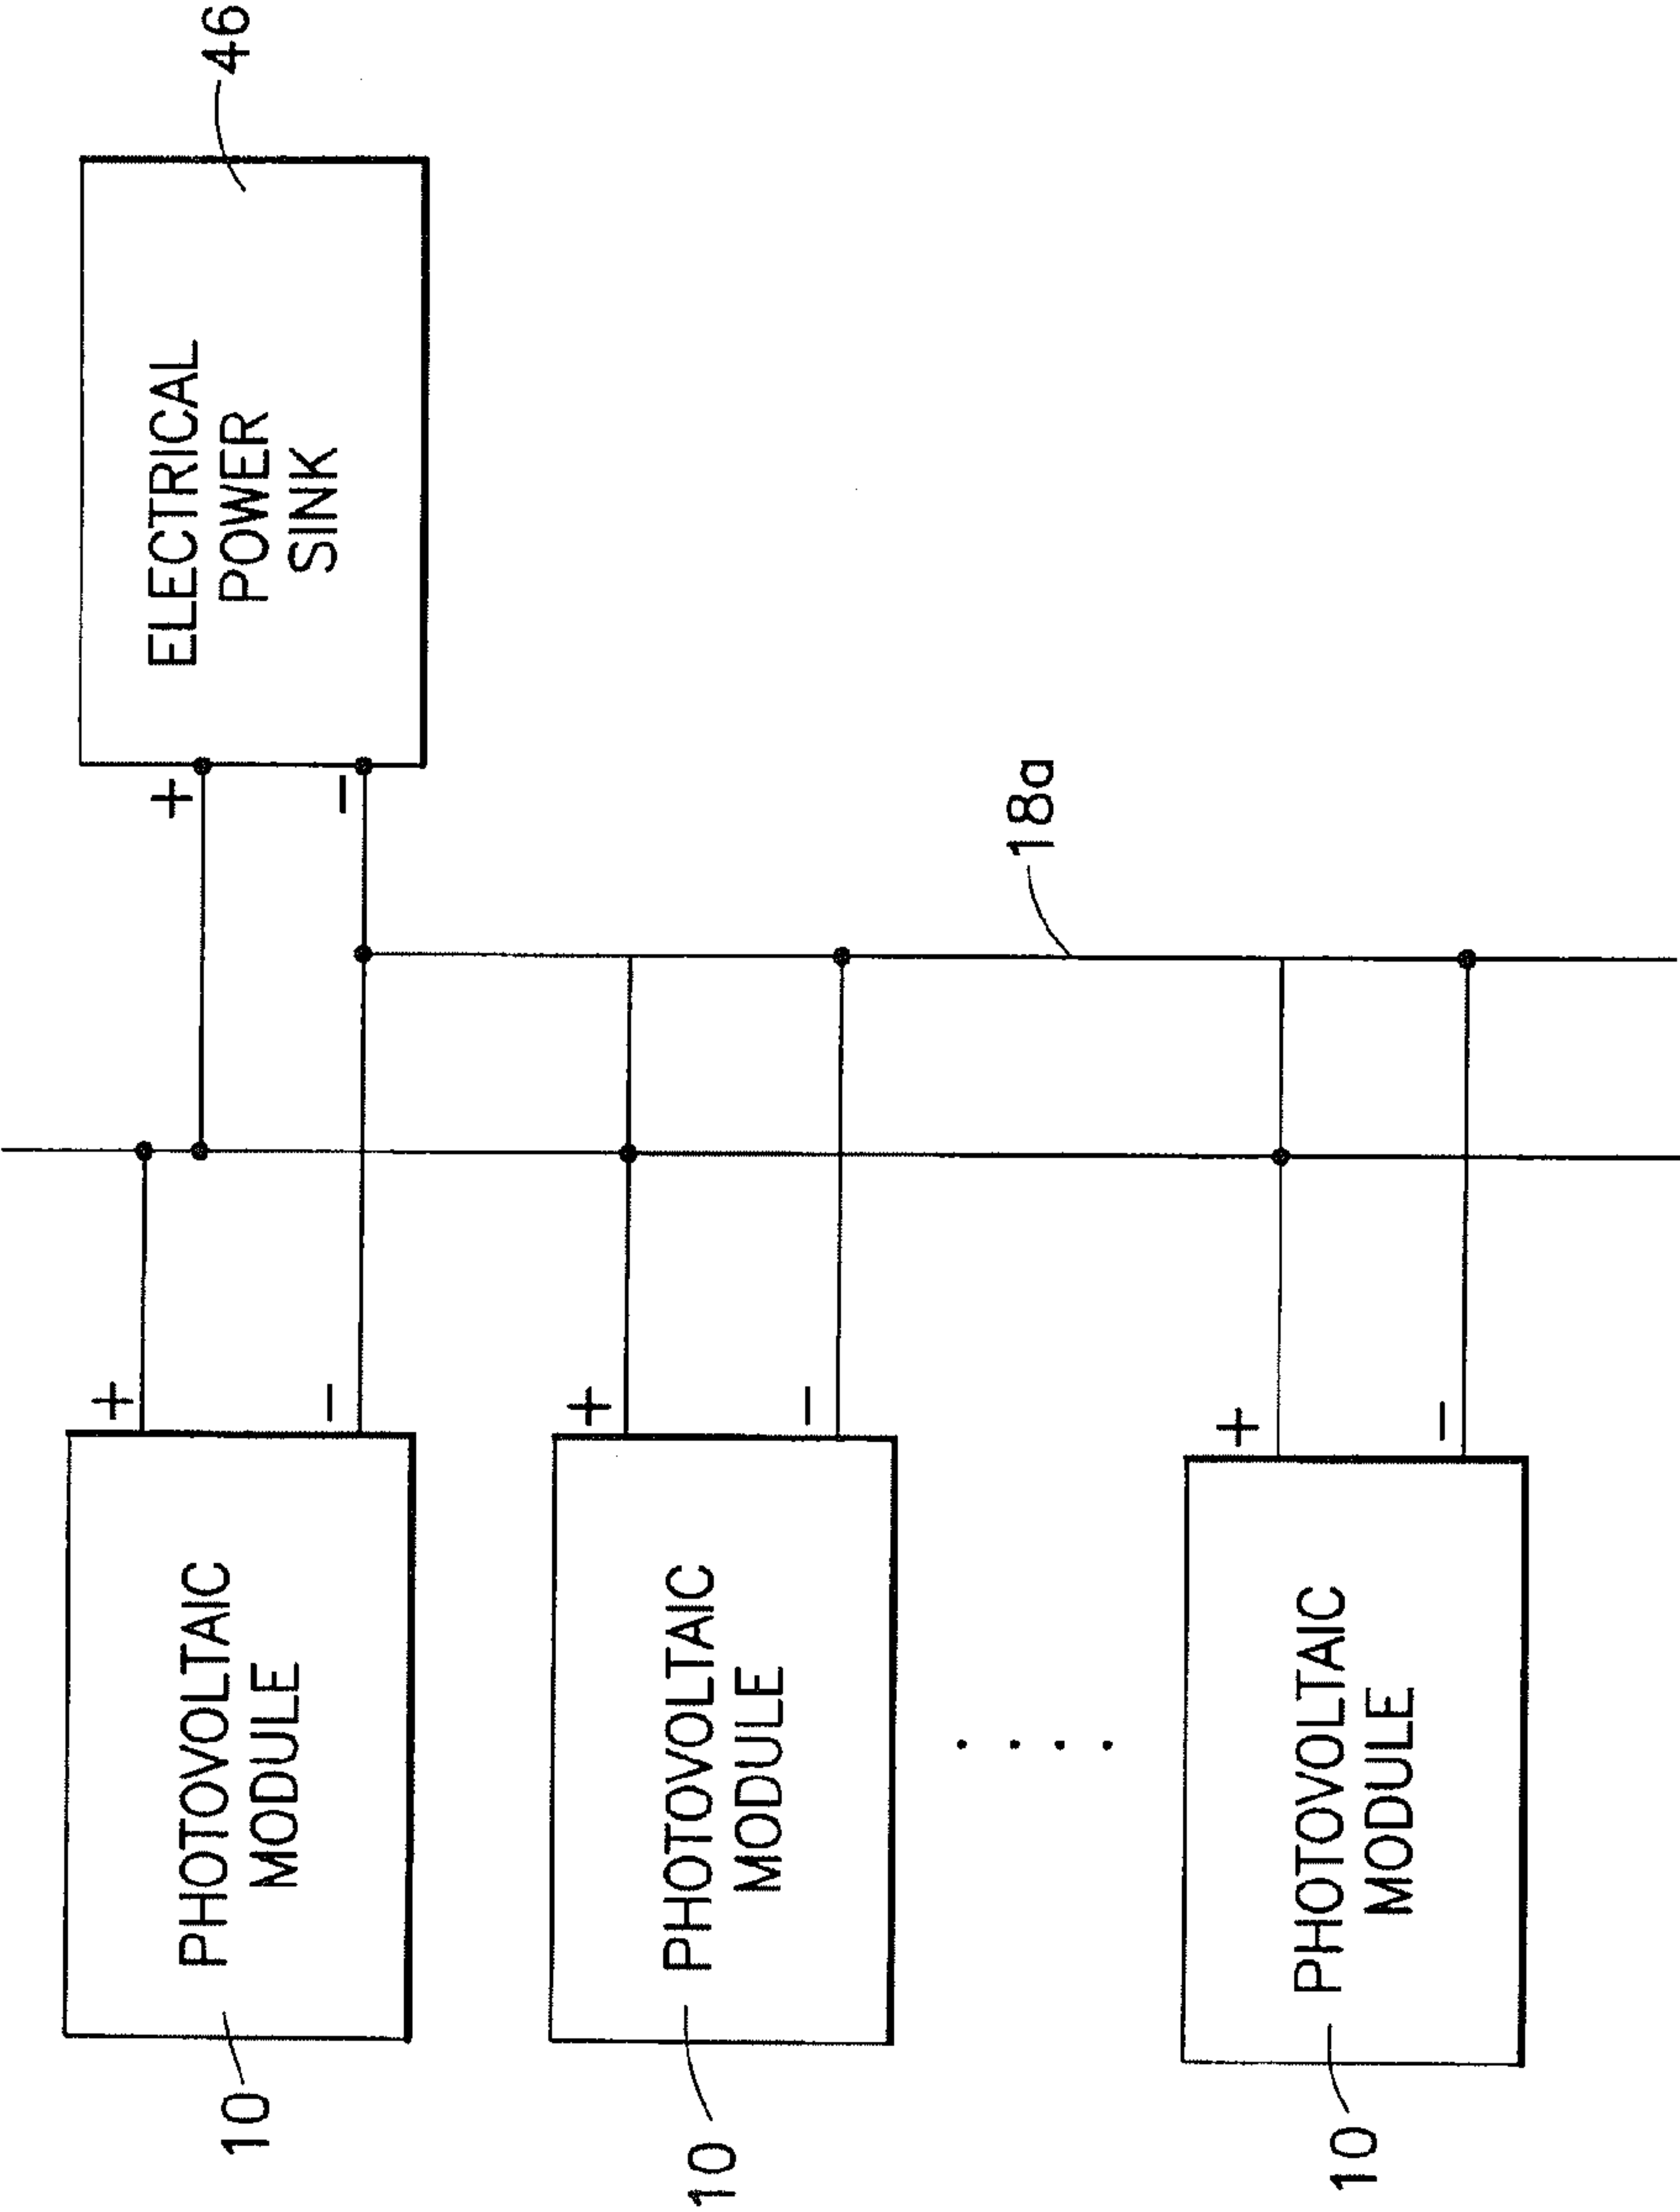 10
PHOTOVOLTAIC
MODULE
+
−
+
−
ELECTRICAL
POWER
SINK
46
10
PHOTOVOLTAIC
MODULE
+
−
18a
10
PHOTOVOLTAIC
MODULE
+
−